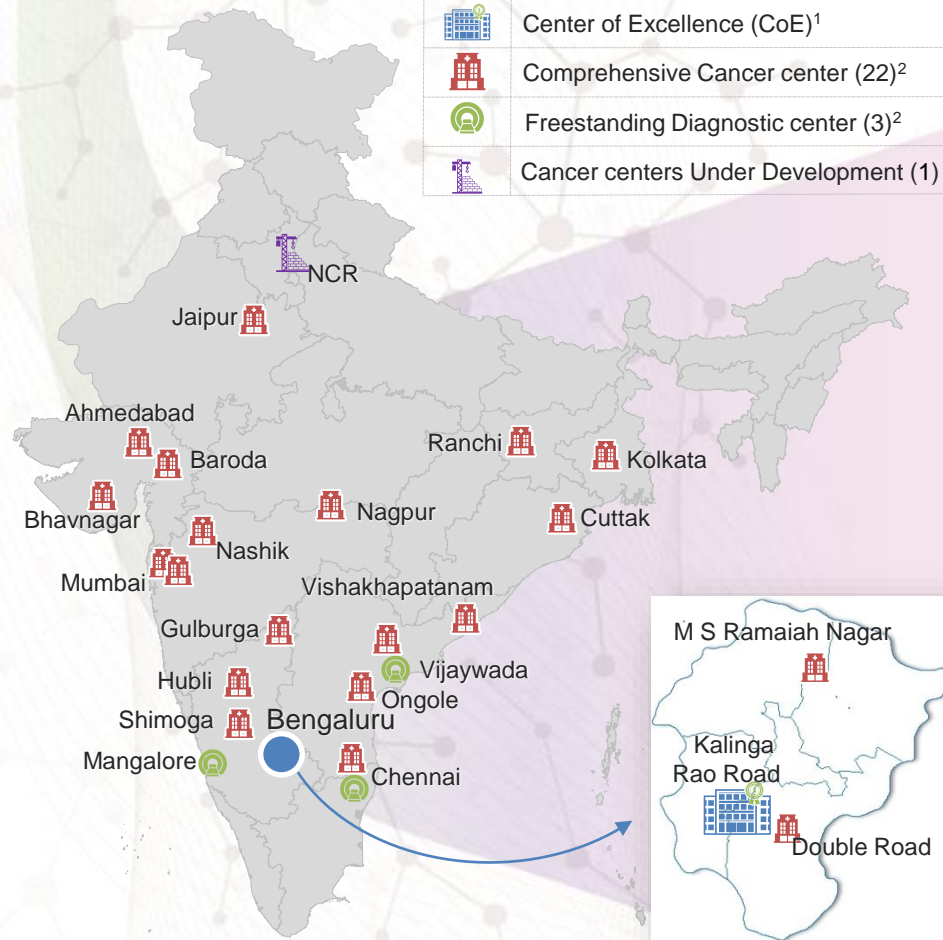 Center of Excellence (CoE)1
Comprehensive Cancer center (22)2
Freestanding Diagnostic center (3)2
Cancer centers Under Development (1)
NCR
Jaipur
Ahmedabad
Baroda
Bhavnagar
Ranchi
Kolkata
Nagpur
Cuttak
Nashik
Mumbai
Vishakhapatanam
Gulburga
Vijaywada
Hubli
Ongole
Shimoga
Bengaluru
Mangalore
Chennai
M S Ramaiah Nagar
Kalinga
Rao Road
Double Road